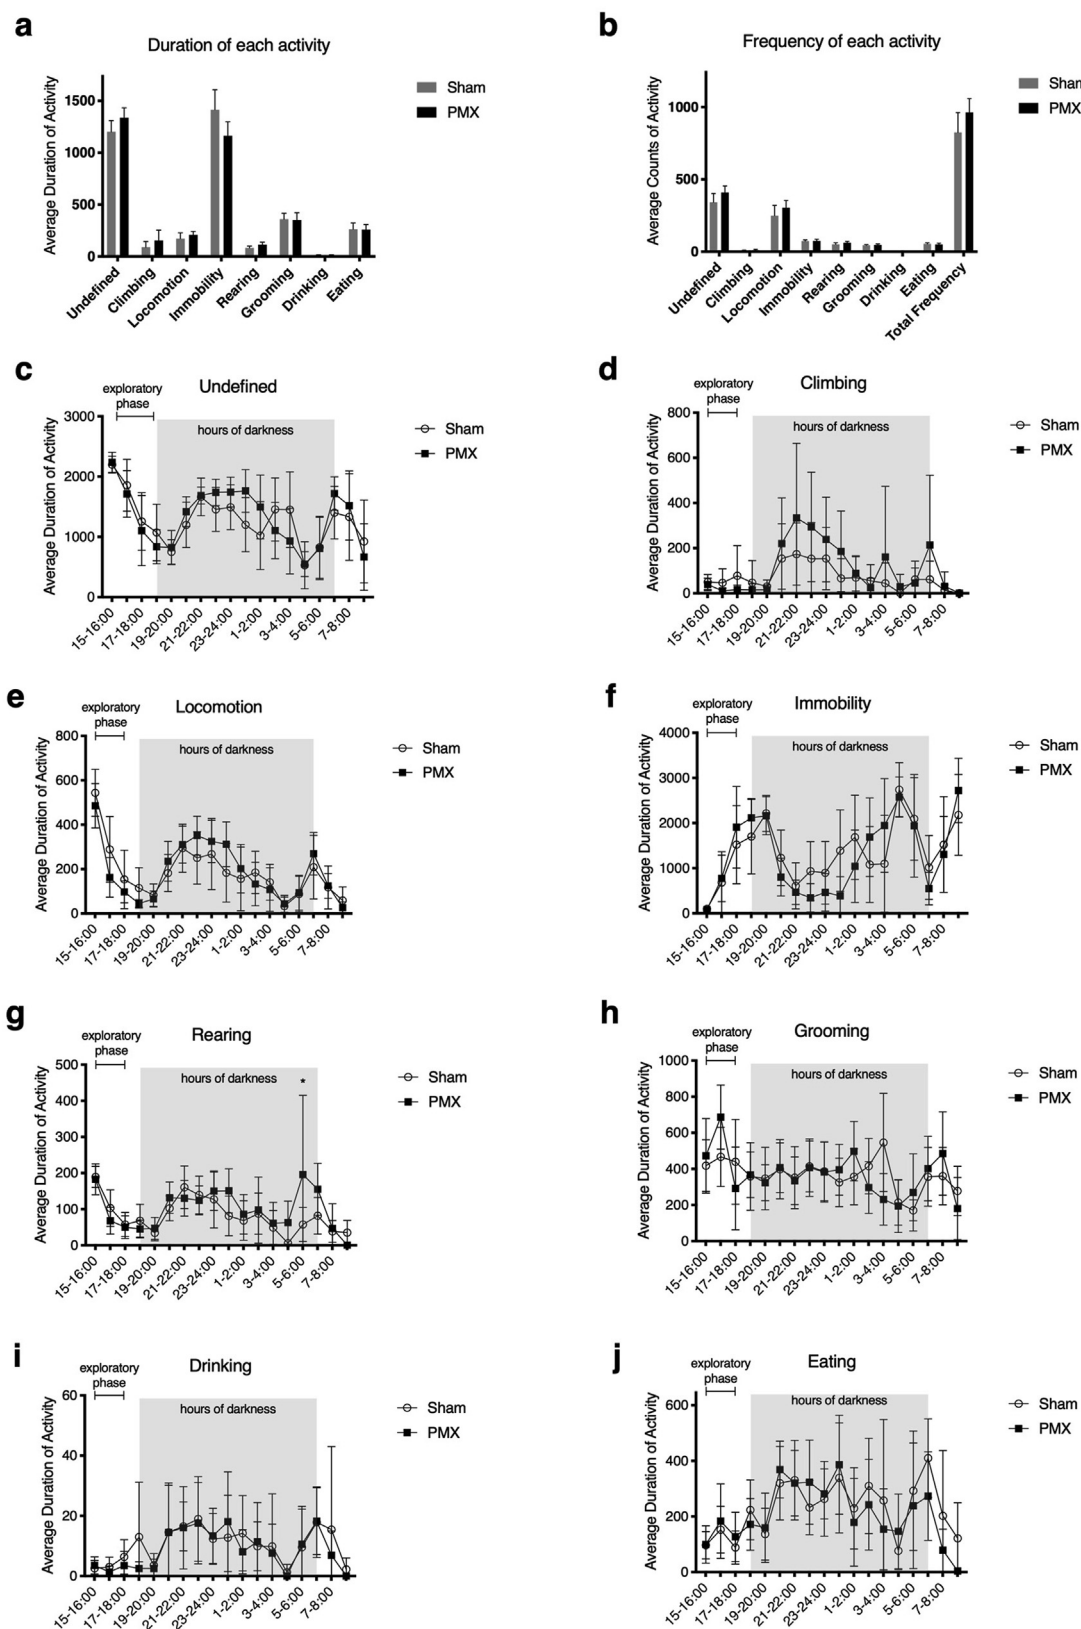 a
Duration of each activity
Average Duration of Activity
1500
1000
500
0
Undefined
Climbing
Locomotion
Immobility
Rearing
Grooming
Drinking
Eating
Sham
PMX
b
Frequency of each activity
Average Counts of Activity
1000
500
0
Undefined
Climbing
Locomotion
Immobility
Rearing
Grooming
Drinking
Eating
Total Frequency
Sham
PMX
c
exploratory
phase
Undefined
hours of darkness
Average Duration of Activity
3000
2000
1000
0
15-16:00
17-18:00
19-20:00
21-22:00
23-24:00
1-2:00
3-4:00
5-6:00
7-8:00
Sham
PMX
d
exploratory
phase
Climbing
hours of darkness
Average Duration of Activity
800
600
400
200
0
15-16:00
17-18:00
19-20:00
21-22:00
23-24:00
1-2:00
3-4:00
5-6:00
7-8:00
Sham
PMX
e
exploratory
phase
Locomotion
hours of darkness
Average Duration of Activity
800
600
400
200
0
15-16:00
17-18:00
19-20:00
21-22:00
23-24:00
1-2:00
3-4:00
5-6:00
7-8:00
Sham
PMX
f
exploratory
phase
Immobility
hours of darkness
Average Duration of Activity
4000
3000
2000
1000
0
15-16:00
17-18:00
19-20:00
21-22:00
23-24:00
1-2:00
3-4:00
5-6:00
7-8:00
Sham
PMX
g
exploratory
phase
Rearing
hours of darkness
*
Average Duration of Activity
500
400
300
200
100
0
15-16:00
17-18:00
19-20:00
21-22:00
23-24:00
1-2:00
3-4:00
5-6:00
7-8:00
Sham
PMX
h
exploratory
phase
Grooming
hours of darkness
Average Duration of Activity
1000
800
600
400
200
0
15-16:00
17-18:00
19-20:00
21-22:00
23-24:00
1-2:00
3-4:00
5-6:00
7-8:00
Sham
PMX
i
exploratory
phase
Drinking
hours of darkness
Average Duration of Activity
60
40
20
0
15-16:00
17-18:00
19-20:00
21-22:00
23-24:00
1-2:00
3-4:00
5-6:00
7-8:00
Sham
PMX
j
exploratory
phase
Eating
hours of darkness
Average Duration of Activity
600
400
200
0
15-16:00
17-18:00
19-20:00
21-22:00
23-24:00
1-2:00
3-4:00
5-6:00
7-8:00
Sham
PMX